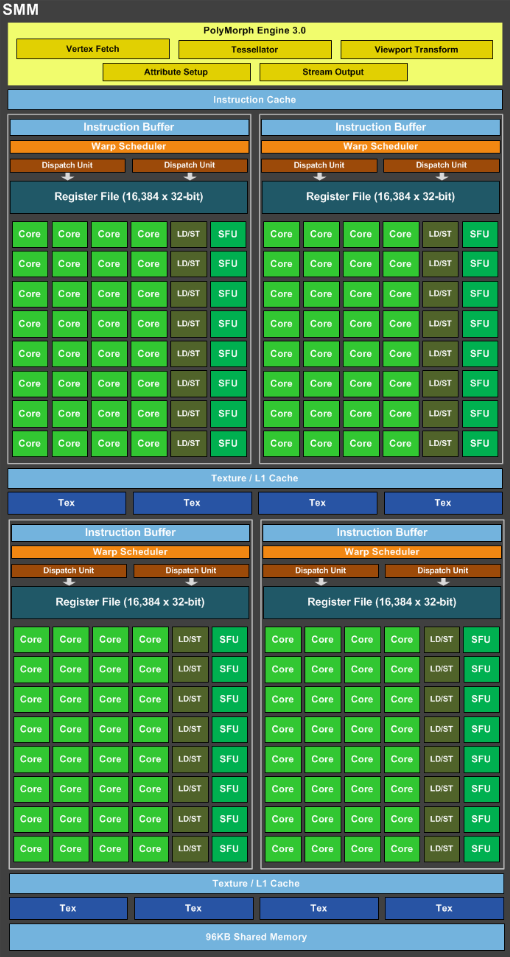 SMM
PolyMorph Engine 3.0
Vertex Fetch Tessellator Viewport Transform
Attribute Setup Stream Output
Instruction Cache
Instruction Buffer Instruction Buffer
Warp Scheduler Warp Scheduler
Dispatch Unit Dispatch Unit Dispatch Unit Dispatch Unit
Register File (16,384 x 32-bit) Register File (16,384 x 32-bit)
Core Core Core Core LD/ST SFU Core Core Core Core LD/ST SFU
Core Core Core Core LD/ST SFU Core Core Core Core LD/ST SFU
Core Core Core Core LD/ST SFU Core Core Core Core LD/ST SFU
Core Core Core Core LD/ST SFU Core Core Core Core LD/ST SFU
Core Core Core Core LD/ST SFU Core Core Core Core LD/ST SFU
Core Core Core Core LD/ST SFU Core Core Core Core LD/ST SFU
Core Core Core Core LD/ST SFU Core Core Core Core LD/ST SFU
Core Core Core Core LD/ST SFU Core Core Core Core LD/ST SFU
Texture / L1 Cache
Tex Tex Tex Tex
Instruction Buffer Instruction Buffer
Warp Scheduler Warp Scheduler
Dispatch Unit Dispatch Unit Dispatch Unit Dispatch Unit
Register File (16,384 x 32-bit) Register File (16,384 x 32-bit)
Core Core Core Core LD/ST SFU Core Core Core Core LD/ST SFU
Core Core Core Core LD/ST SFU Core Core Core Core LD/ST SFU
Core Core Core Core LD/ST SFU Core Core Core Core LD/ST SFU
Core Core Core Core LD/ST SFU Core Core Core Core LD/ST SFU
Core Core Core Core LD/ST SFU Core Core Core Core LD/ST SFU
Core Core Core Core LD/ST SFU Core Core Core Core LD/ST SFU
Core Core Core Core LD/ST SFU Core Core Core Core LD/ST SFU
Core Core Core Core LD/ST SFU Core Core Core Core LD/ST SFU
Texture / L1 Cache
Tex Tex Tex Tex
96KB Shared Memory